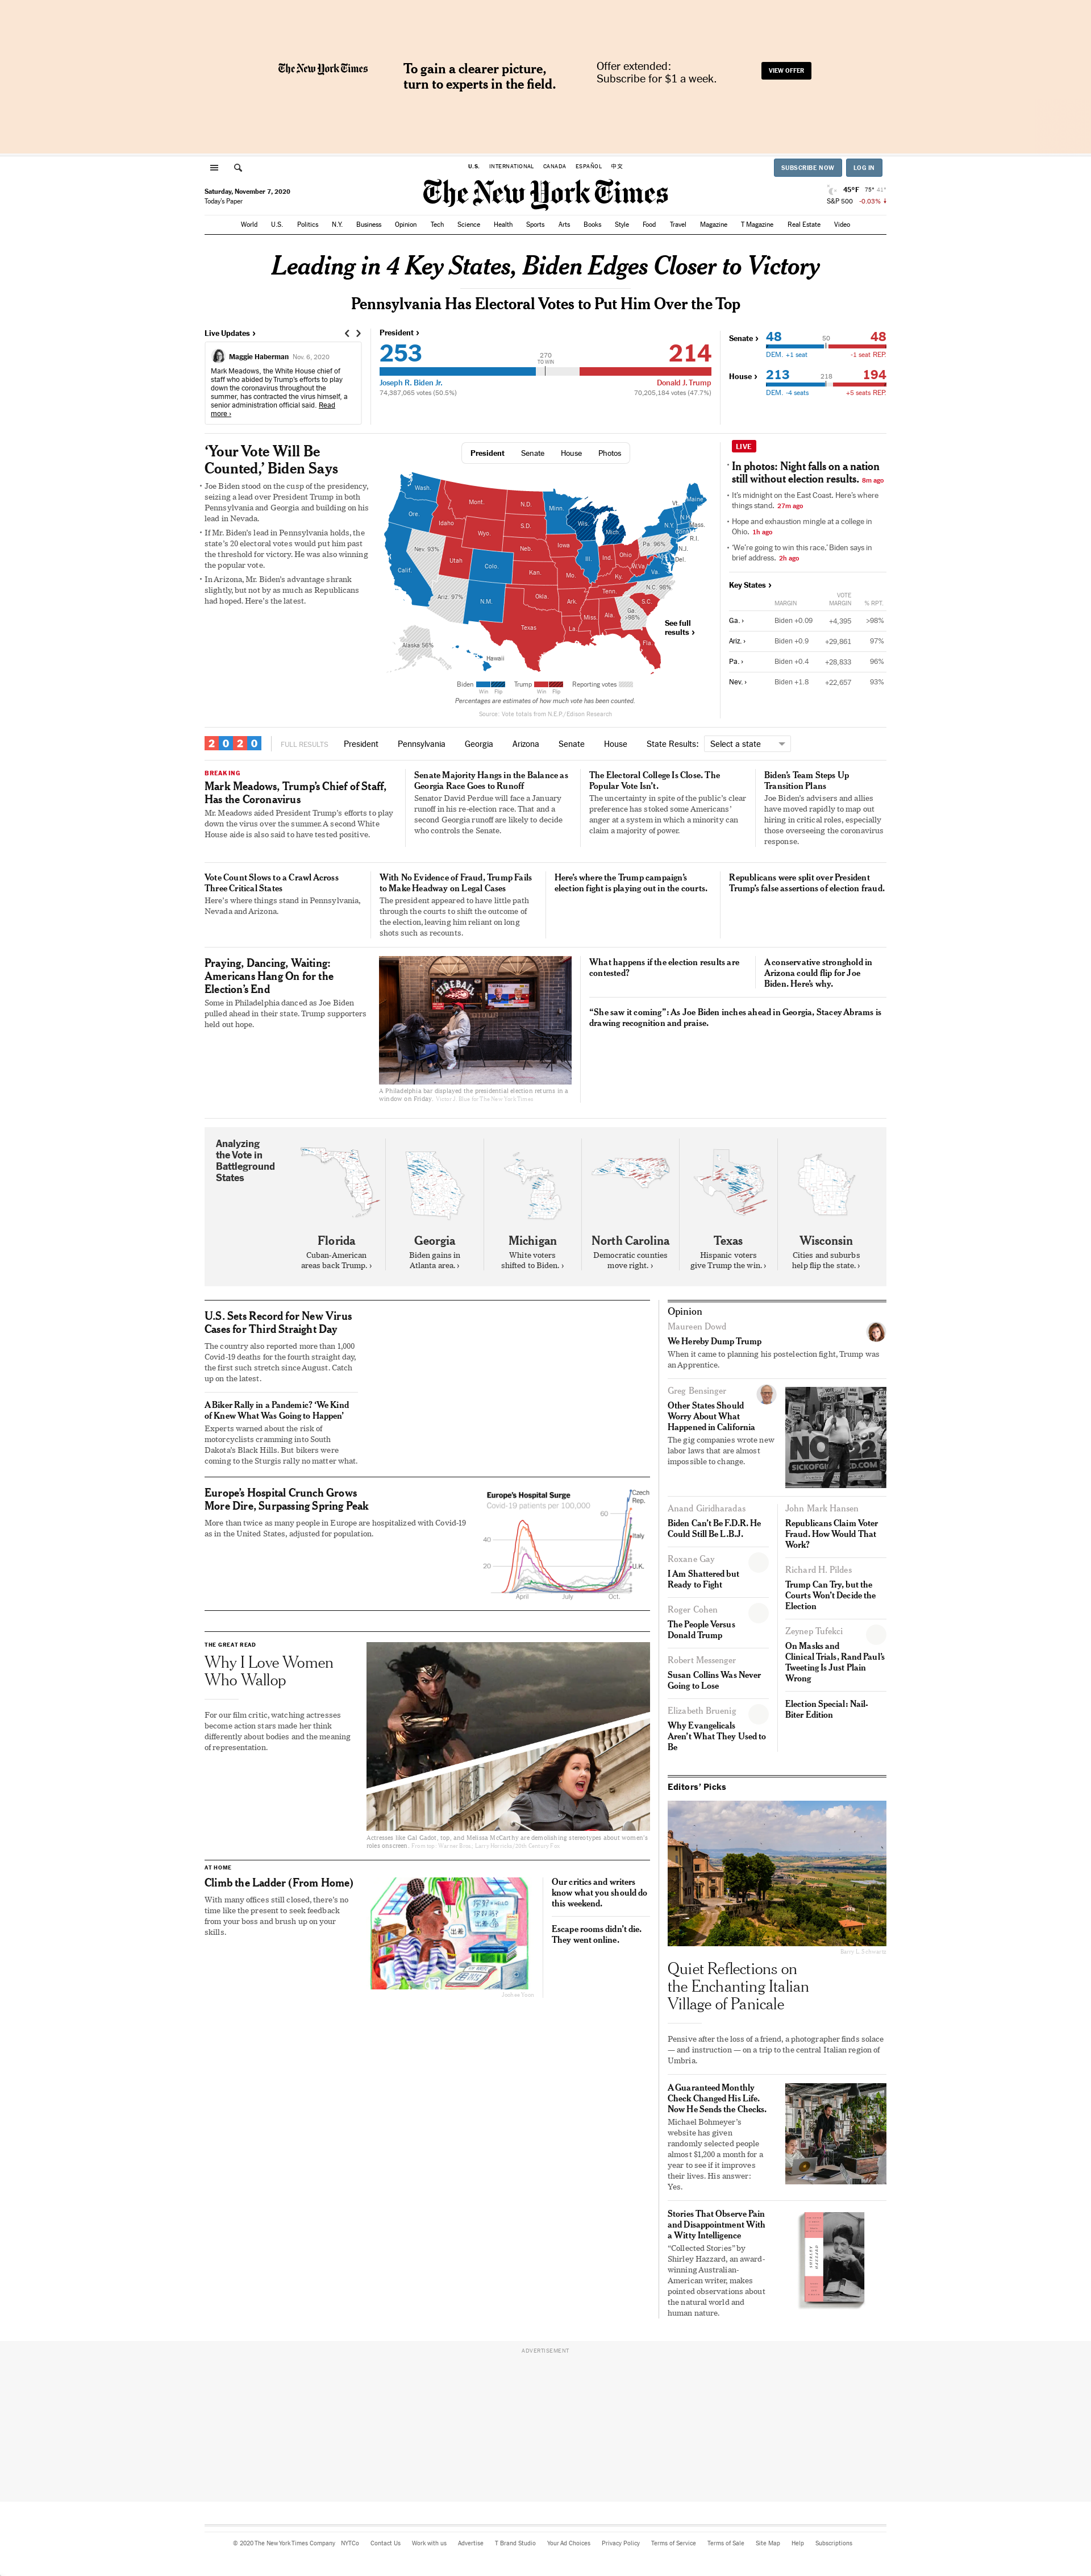 The New York Times
To gain a clearer picture,
turn to experts in the field.
Offer extended:
Subscribe for $1 a week.
VIEW OFFER
U.S. INTERNATIONAL CANADA ESPAÑOL 中文
SUBSCRIBE NOW LOG IN
Saturday, November 7, 2020
Today's Paper
The New York Times
45°F 75° 41°
S&P 500 -0.03% ↓
World U.S. Politics N.Y. Business Opinion Tech Science Health Sports Arts Books Style Food Travel Magazine T Magazine Real Estate Video
Leading in 4 Key States, Biden Edges Closer to Victory
Pennsylvania Has Electoral Votes to Put Him Over the Top
Live Updates ›
Maggie Haberman Nov. 6, 2020
Mark Meadows, the White House chief of
staff who abided by Trump's efforts to play
down the coronavirus throughout the
summer, has contracted the virus himself, a
senior administration official said. Read
more ›
President ›
253
270
TO WIN
214
Joseph R. Biden Jr.
Donald J. Trump
74,387,065 votes (50.5%)
70,205,184 votes (47.7%)
Senate › 48 50 48
DEM. +1 seat -1 seat REP.
House › 213 218 194
DEM. -4 seats +5 seats REP.
‘Your Vote Will Be
Counted,’ Biden Says
Joe Biden stood on the cusp of the presidency,
seizing a lead over President Trump in both
Pennsylvania and Georgia and building on his
lead in Nevada.
If Mr. Biden's lead in Pennsylvania holds, the
state's 20 electoral votes would put him past
the threshold for victory. He was also winning
the popular vote.
In Arizona, Mr. Biden's advantage shrank
slightly, but not by as much as Republicans
had hoped. Here's the latest.
President Senate House Photos
Wash.
Ore.
Calif.
Nev. 93%
Idaho
Mont.
Wyo.
Utah
Ariz. 97%
Colo.
N.M.
N.D.
S.D.
Neb.
Kan.
Okla.
Texas
Minn.
Iowa
Mo.
Ark.
La.
Wis.
Ill.
Mich.
Ind.
Ohio
Ky.
Tenn.
Miss.
Ala.
Ga.
>98%
Fla.
S.C.
N.C. 98%
Va.
W.Va.
Pa. 96%
N.Y.
Vt.
N.H.
Maine
Mass.
R.I.
Conn.
N.J.
Del.
Alaska 56%
Hawaii
See full
results ›
Biden Trump Reporting votes
Win Flip Win Flip
Percentages are estimates of how much vote has been counted.
Source: Vote totals from N.E.P./Edison Research
LIVE
In photos: Night falls on a nation
still without election results. 8m ago
It's midnight on the East Coast. Here's where
things stand. 27m ago
Hope and exhaustion mingle at a college in
Ohio. 1h ago
‘We're going to win this race,’ Biden says in
brief address. 2h ago
Key States ›
MARGIN VOTE MARGIN % RPT.
Ga. › Biden +0.09 +4,395 >98%
Ariz. › Biden +0.9 +29,861 97%
Pa. › Biden +0.4 +28,833 96%
Nev. › Biden +1.8 +22,657 93%
2020 FULL RESULTS President Pennsylvania Georgia Arizona Senate House State Results: Select a state
BREAKING
Mark Meadows, Trump's Chief of Staff,
Has the Coronavirus
Mr. Meadows aided President Trump's efforts to play
down the virus over the summer. A second White
House aide is also said to have tested positive.
Senate Majority Hangs in the Balance as
Georgia Race Goes to Runoff
Senator David Perdue will face a January
runoff in his re-election race. That and a
second Georgia runoff are likely to decide
who controls the Senate.
The Electoral College Is Close. The
Popular Vote Isn't.
The uncertainty in spite of the public's clear
preference has stoked some Americans'
anger at a system in which a minority can
claim a majority of power.
Biden's Team Steps Up
Transition Plans
Joe Biden's advisers and allies
have moved rapidly to map out
hiring in critical roles, especially
those overseeing the coronavirus
response.
Vote Count Slows to a Crawl Across
Three Critical States
Here's where things stand in Pennsylvania,
Nevada and Arizona.
With No Evidence of Fraud, Trump Fails
to Make Headway on Legal Cases
The president appeared to have little path
through the courts to shift the outcome of
the election, leaving him reliant on long
shots such as recounts.
Here's where the Trump campaign's
election fight is playing out in the courts.
Republicans were split over President
Trump's false assertions of election fraud.
Praying, Dancing, Waiting:
Americans Hang On for the
Election's End
Some in Philadelphia danced as Joe Biden
pulled ahead in their state. Trump supporters
held out hope.
FIREBALL
A Philadelphia bar displayed the presidential election returns in a
window on Friday. Victor J. Blue for The New York Times
What happens if the election results are
contested?
A conservative stronghold in
Arizona could flip for Joe
Biden. Here's why.
“She saw it coming”: As Joe Biden inches ahead in Georgia, Stacey Abrams is
drawing recognition and praise.
Analyzing
the Vote in
Battleground
States
Florida
Cuban-American
areas back Trump. ›
Georgia
Biden gains in
Atlanta area. ›
Michigan
White voters
shifted to Biden. ›
North Carolina
Democratic counties
move right. ›
Texas
Hispanic voters
give Trump the win. ›
Wisconsin
Cities and suburbs
help flip the state. ›
U.S. Sets Record for New Virus
Cases for Third Straight Day
The country also reported more than 1,000
Covid-19 deaths for the fourth straight day,
the first such stretch since August. Catch
up on the latest.
A Biker Rally in a Pandemic? ‘We Kind
of Knew What Was Going to Happen’
Experts warned about the risk of
motorcyclists cramming into South
Dakota's Black Hills. But bikers were
coming to the Sturgis rally no matter what.
Europe's Hospital Crunch Grows
More Dire, Surpassing Spring Peak
More than twice as many people in Europe are hospitalized with Covid-19
as in the United States, adjusted for population.
Europe's Hospital Surge
Covid-19 patients per 100,000
60
40
20
Czech
Rep.
Italy
U.K.
April July Oct.
THE GREAT READ
Why I Love Women
Who Wallop
For our film critic, watching actresses
become action stars made her think
differently about bodies and the meaning
of representation.
Actresses like Gal Gadot, top, and Melissa McCarthy are demolishing stereotypes about women's
roles onscreen. From top: Warner Bros.; Larry Horricks/20th Century Fox
AT HOME
Climb the Ladder (From Home)
With many offices still closed, there's no
time like the present to seek feedback
from your boss and brush up on your
skills.
Our critics and writers
know what you should do
this weekend.
Escape rooms didn't die.
They went online.
Opinion
Maureen Dowd
We Hereby Dump Trump
When it came to planning his postelection fight, Trump was
an Apprentice.
Greg Bensinger
Other States Should
Worry About What
Happened in California
The gig companies wrote new
labor laws that are almost
impossible to change.
NO 22
Anand Giridharadas
Biden Can't Be F.D.R. He
Could Still Be L.B.J.
Roxane Gay
I Am Shattered but
Ready to Fight
Roger Cohen
The People Versus
Donald Trump
Robert Messenger
Susan Collins Was Never
Going to Lose
Elizabeth Bruenig
Why Evangelicals
Aren't What They Used to
Be
John Mark Hansen
Republicans Claim Voter
Fraud. How Would That
Work?
Richard H. Pildes
Trump Can Try, but the
Courts Won't Decide the
Election
Zeynep Tufekci
On Masks and
Clinical Trials, Rand Paul's
Tweeting Is Just Plain
Wrong
Election Special: Nail-
Biter Edition
Editors' Picks
Barry L. Schwartz
Quiet Reflections on
the Enchanting Italian
Village of Panicale
Pensive after the loss of a friend, a photographer finds solace
— and instruction — on a trip to the central Italian region of
Umbria.
A Guaranteed Monthly
Check Changed His Life.
Now He Sends the Checks.
Michael Bohmeyer's
website has given
randomly selected people
almost $1,200 a month for a
year to see if it improves
their lives. His answer:
Yes.
Stories That Observe Pain
and Disappointment With
a Witty Intelligence
“Collected Stories” by
Shirley Hazzard, an award-
winning Australian-
American writer, makes
pointed observations about
the natural world and
human nature.
ADVERTISEMENT
© 2020 The New York Times Company NYTCo Contact Us Work with us Advertise T Brand Studio Your Ad Choices Privacy Policy Terms of Service Terms of Sale Site Map Help Subscriptions